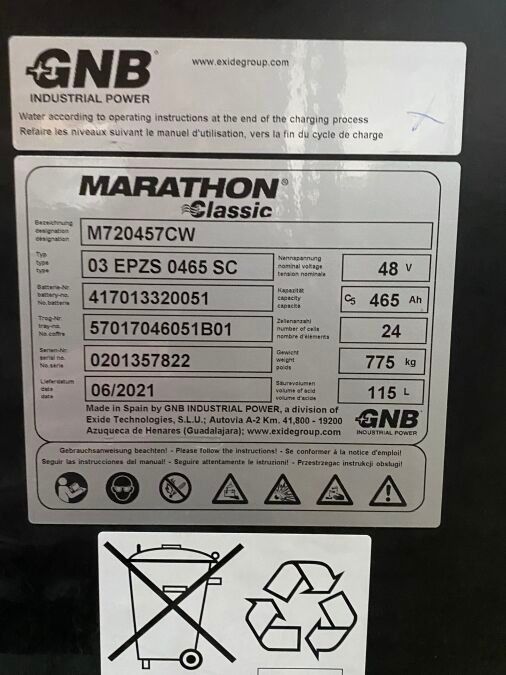 GNB®
INDUSTRIAL POWER
www.exidegroup.com
Water according to operating instructions at the end of the charging process
Refaire les niveaux suivant le manuel d'utilisation, vers la fin du cycle de charge
MARATHON®
Classic
Bezeichnung
designation
désignation
M720457CW
Typ
type
type
03 EPZS 0465 SC
Nennspannung
nominal voltage
tension nominale
48 V
Batterie-Nr.
battery-no.
No.batterie
417013320051
Kapazität
capacity
capacité
C5 465 Ah
Trog-Nr.
tray-no.
No.coffre
57017046051B01
Zellenanzahl
number of cells
nombre d'éléments
24
Serien-Nr.
serial no.
No.série
0201357822
Gewicht
weight
poids
775 kg
Lieferdatum
date
date
06/2021
Säurevolumen
volume of acid
volume d'acide
115 L
Made in Spain by GNB INDUSTRIAL POWER, a division of
Exide Technologies, S.L.U.; Autovia A-2 Km. 41,800 - 19200
Azuqueca de Henares (Guadalajara); www.exidegroup.com
GNB®
INDUSTRIAL POWER
Gebrauchsanweisung beachten! - Please follow the instructions! - Se conformer à la notice d'emploi!
Seguir las instrucciones del manual! - Seguire attentamente le istruzioni! - Przestrzegac instrukcji obslugi!